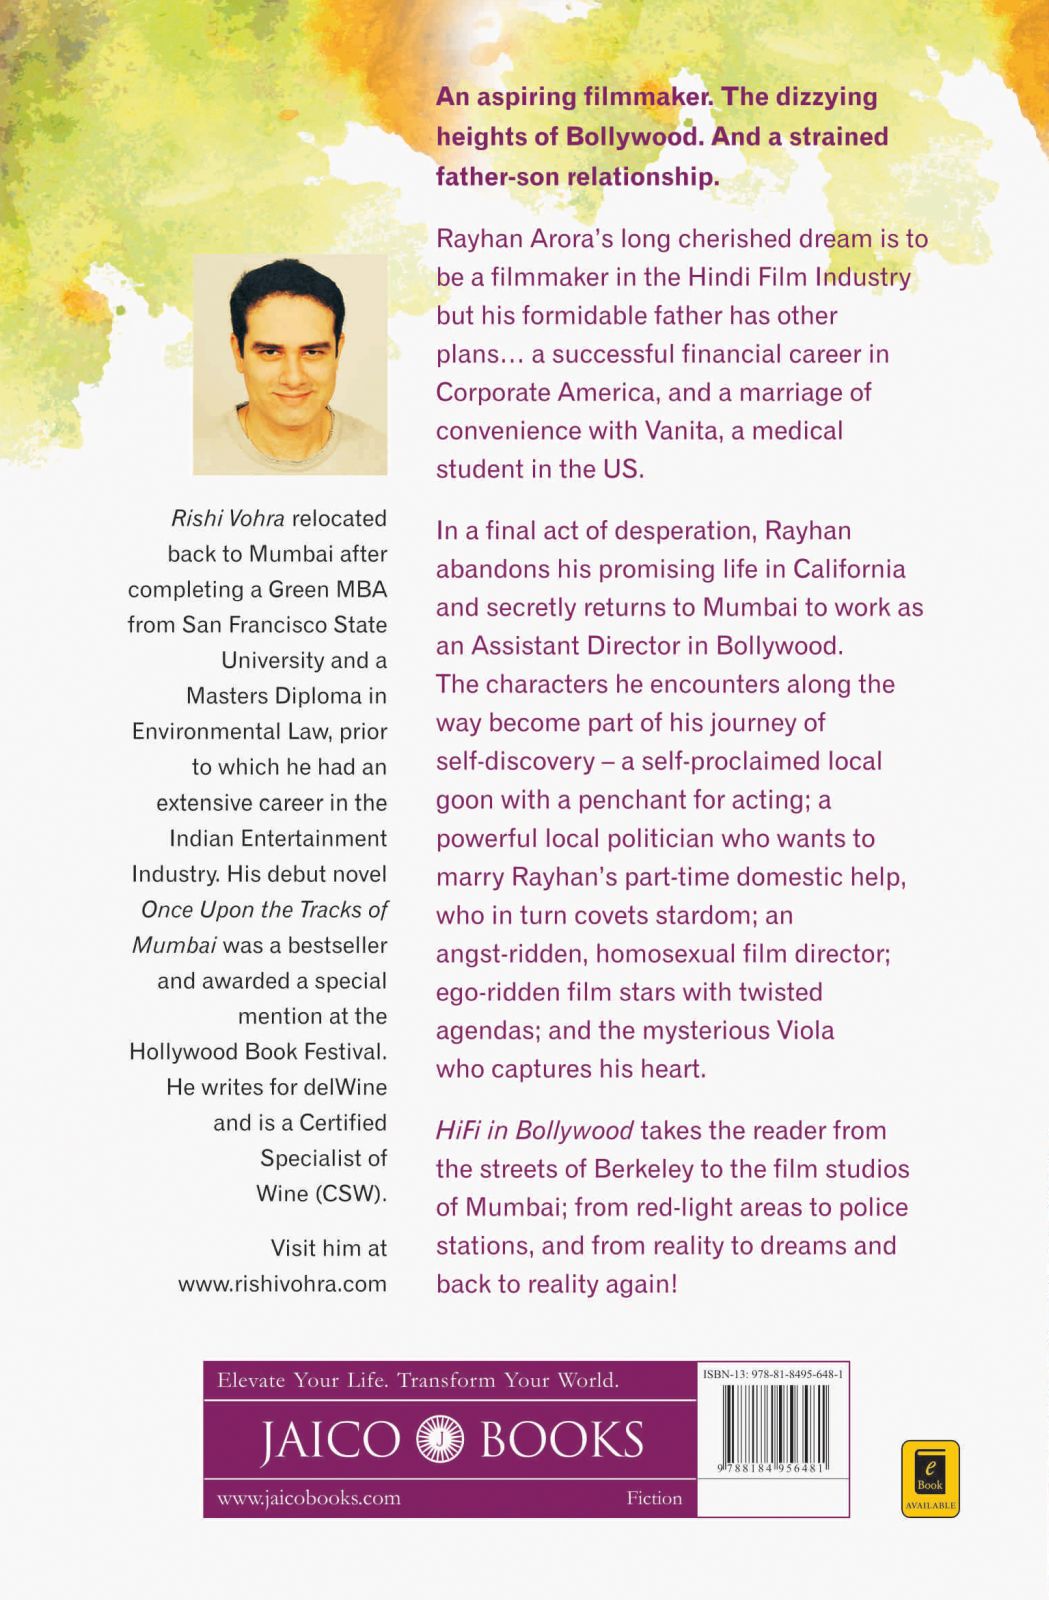 An aspiring filmmaker. The dizzying
heights of Bollywood. And a strained
father-son relationship.
Rayhan Arora's long cherished dream is to
be a filmmaker in the Hindi Film Industry
but his formidable father has other
plans… a successful financial career in
Corporate America, and a marriage of
convenience with Vanita, a medical
student in the US.
In a final act of desperation, Rayhan
abandons his promising life in California
and secretly returns to Mumbai to work as
an Assistant Director in Bollywood.
The characters he encounters along the
way become part of his journey of
self-discovery – a self-proclaimed local
goon with a penchant for acting; a
powerful local politician who wants to
marry Rayhan's part-time domestic help,
who in turn covets stardom; an
angst-ridden, homosexual film director;
ego-ridden film stars with twisted
agendas; and the mysterious Viola
who captures his heart.
HiFi in Bollywood takes the reader from
the streets of Berkeley to the film studios
of Mumbai; from red-light areas to police
stations, and from reality to dreams and
back to reality again!
Rishi Vohra relocated
back to Mumbai after
completing a Green MBA
from San Francisco State
University and a
Masters Diploma in
Environmental Law, prior
to which he had an
extensive career in the
Indian Entertainment
Industry. His debut novel
Once Upon the Tracks of
Mumbai was a bestseller
and awarded a special
mention at the
Hollywood Book Festival.
He writes for delWine
and is a Certified
Specialist of
Wine (CSW).
Visit him at
www.rishivohra.com
Elevate Your Life. Transform Your World.
JAICO J BOOKS
www.jaicobooks.com Fiction
ISBN-13: 978-81-8495-648-1
9 788184 956481
e
Book
AVAILABLE